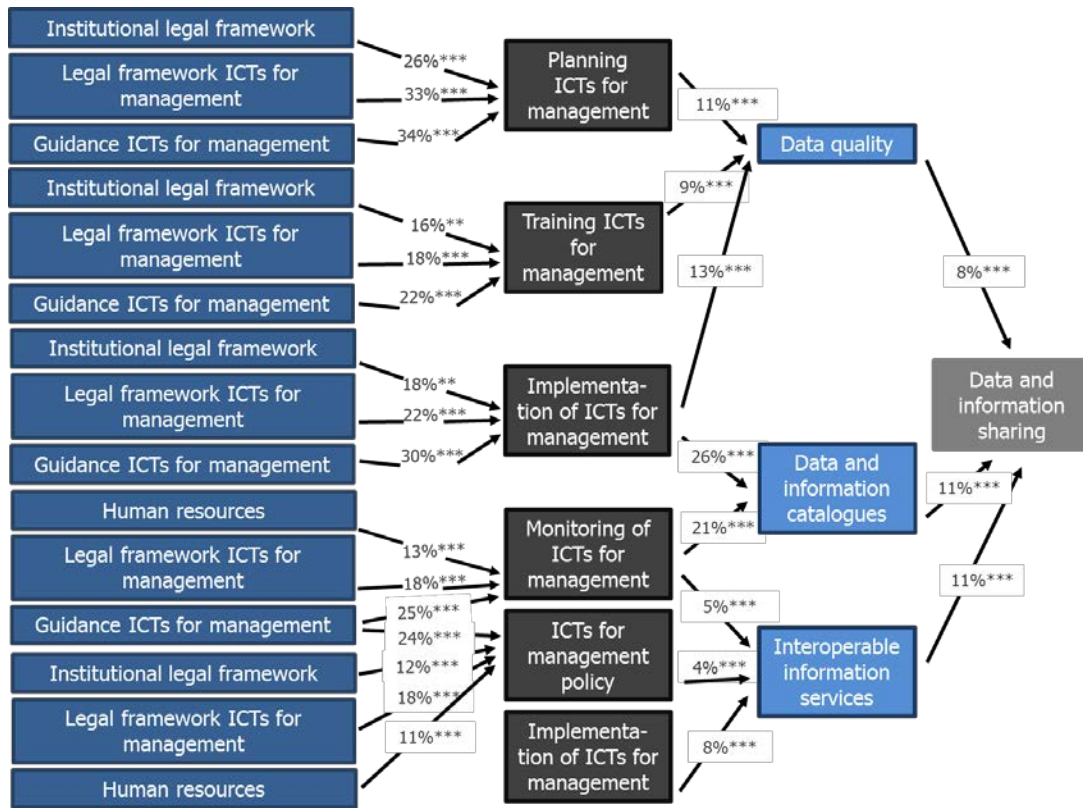 Institutional legal framework
Legal framework ICTs for
management
Guidance ICTs for management
Institutional legal framework
Legal framework ICTs for
management
Guidance ICTs for management
Institutional legal framework
Legal framework ICTs for
management
Guidance ICTs for management
Human resources
Legal framework ICTs for
management
Guidance ICTs for management
Institutional legal framework
Legal framework ICTs for
management
Human resources
26%***
33%***
34%***
16%**
18%***
22%***
18%**
22%***
30%***
13%***
18%***
25%***
24%***
12%***
18%***
11%***
Planning
ICTs for
management
Training ICTs
for
management
Implementa-
tion of ICTs for
management
Monitoring of
ICTs for
management
ICTs for
management
policy
Implementa-
tion of ICTs for
management
11%***
9%***
13%***
26%***
21%***
5%***
4%***
8%***
Data quality
Data and
information
catalogues
Interoperable
information
services
8%***
11%***
11%***
Data and
information
sharing